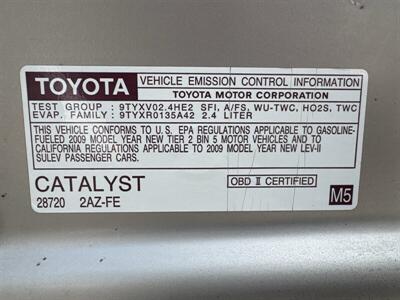 TOYOTA VEHICLE EMISSION CONTROL INFORMATION
TOYOTA MOTOR CORPORATION
TEST GROUP : 9TYXV02.4HE2 SFI, A/FS, WU-TWC, HO2S, TWC
EVAP. FAMILY : 9TYXR0135A42 2.4 LITER
THIS VEHICLE CONFORMS TO U.S. EPA REGULATIONS APPLICABLE TO GASOLINE-
FUELED 2009 MODEL YEAR NEW TIER 2 BIN 5 MOTOR VEHICLES AND TO
CALIFORNIA REGULATIONS APPLICABLE TO 2009 MODEL YEAR NEW LEV-II
SULEV PASSENGER CARS.
CATALYST OBD II CERTIFIED
28720 2AZ-FE M5